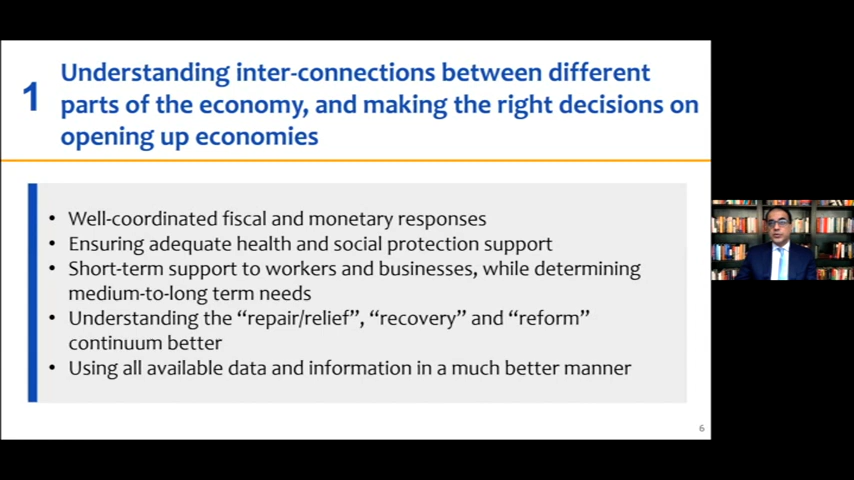 1
Understanding inter-connections between different
parts of the economy, and making the right decisions on
opening up economies
• Well-coordinated fiscal and monetary responses
• Ensuring adequate health and social protection support
• Short-term support to workers and businesses, while determining
medium-to-long term needs
• Understanding the “repair/relief”, “recovery” and “reform”
continuum better
• Using all available data and information in a much better manner
6